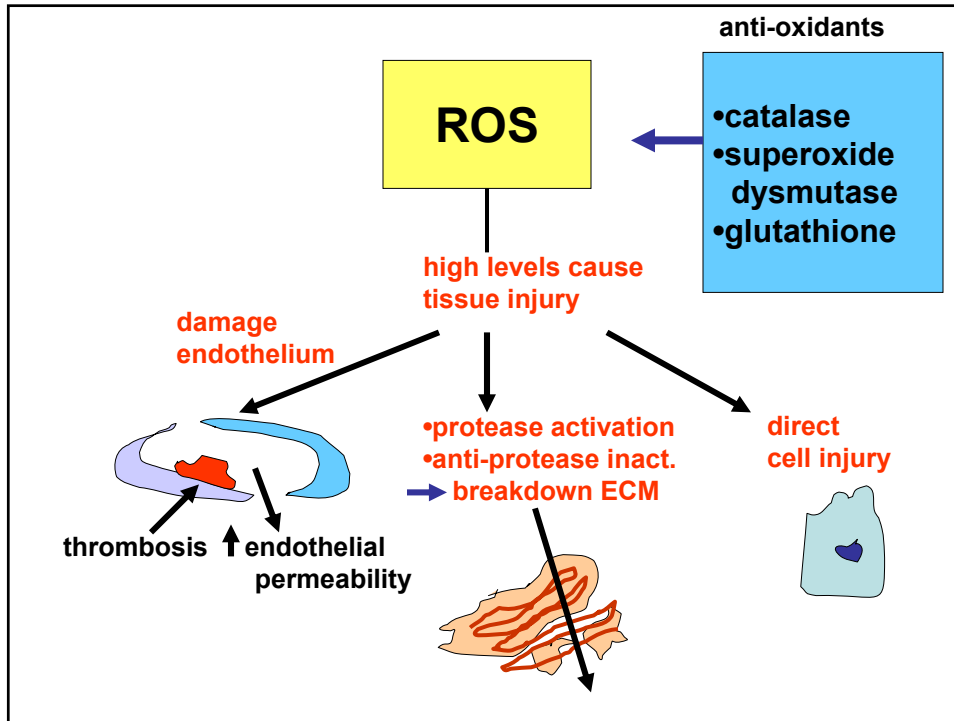 anti-oxidants
ROS
•catalase
•superoxide
dysmutase
•glutathione
high levels cause
tissue injury
damage
endothelium
•protease activation
•anti-protease inact.
breakdown ECM
direct
cell injury
thrombosis
endothelial
permeability